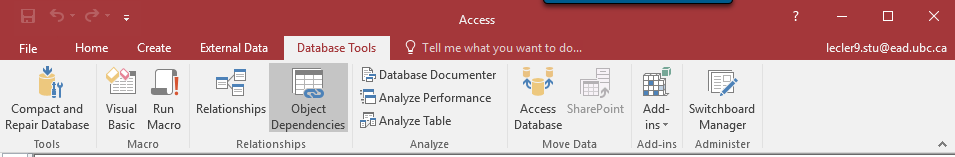 Access
?
File Home Create External Data Database Tools Tell me what you want to do... lecler9.stu@ead.ubc.ca
Compact and
Repair Database
Visual
Basic
Run
Macro
Relationships
Object
Dependencies
Database Documenter
Analyze Performance
Analyze Table
Access
Database
SharePoint
Add-
ins
Switchboard
Manager
Tools Macro Relationships Analyze Move Data Add-ins Administer